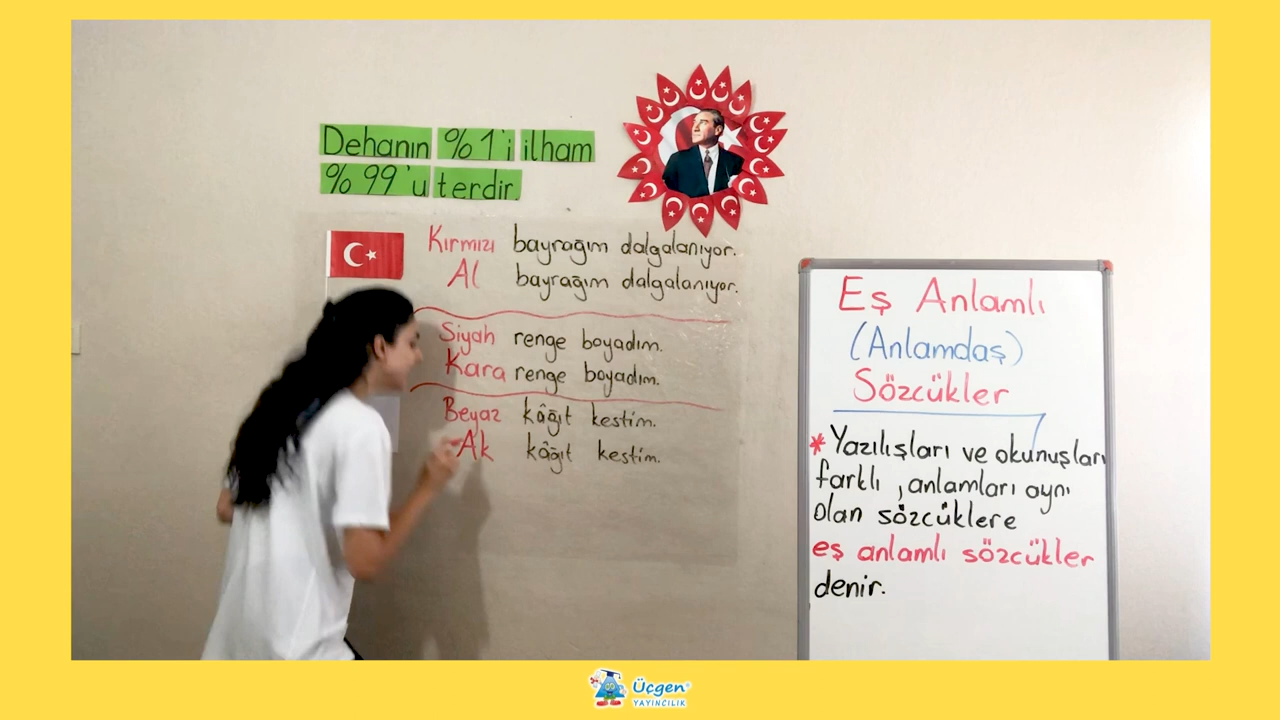 Dehanın %1'i ilham
%99'u terdir.
Kırmızı bayrağım dalgalanıyor.
Al bayrağım dalgalanıyor.
Siyah renge boyadım.
Kara renge boyadım.
Beyaz kâğıt kestim.
Ak kâğıt kestim.
Eş Anlamlı
(Anlamdaş)
Sözcükler
* Yazılışları ve okunuşları
farklı , anlamları aynı
olan sözcüklere
eş anlamlı sözcükler
denir.
Üçgen
YAYINCILIK